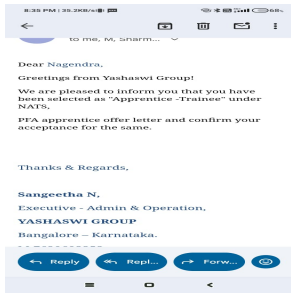 8:35 PM | 35.2KB/s
to me, M, Sharm...
Dear Nagendra,
Greetings from Yashaswi Group!
We are pleased to inform you that you have
been selected as "Apprentice -Trainee" under
NATS.
PFA apprentice offer letter and confirm your
acceptance for the same.
Thanks & Regards,
Sangeetha N,
Executive - Admin & Operation,
YASHASWI GROUP
Bangalore – Karnataka.
Reply
Repl...
Forw...